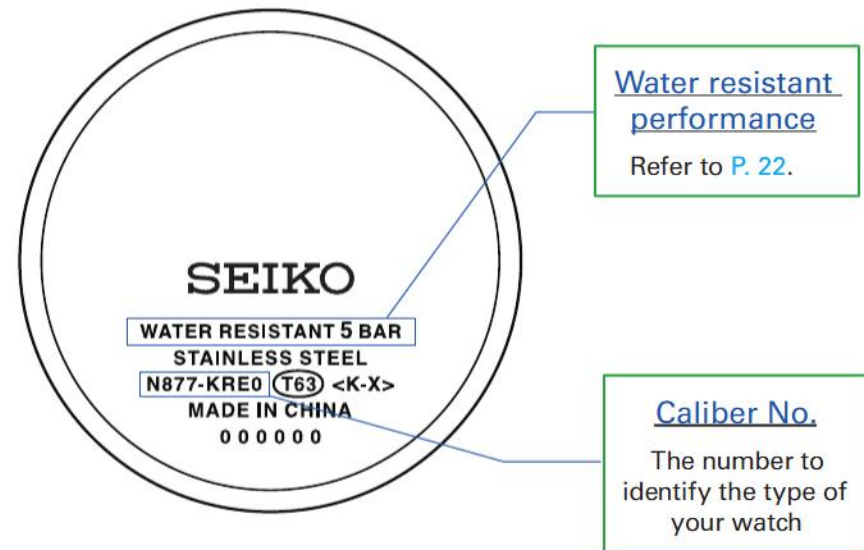 SEIKO
WATER RESISTANT 5 BAR
STAINLESS STEEL
N877-KRE0 T63 <K-X>
MADE IN CHINA
000000
Water resistant
performance
Refer to P. 22.
Caliber No.
The number to
identify the type of
your watch